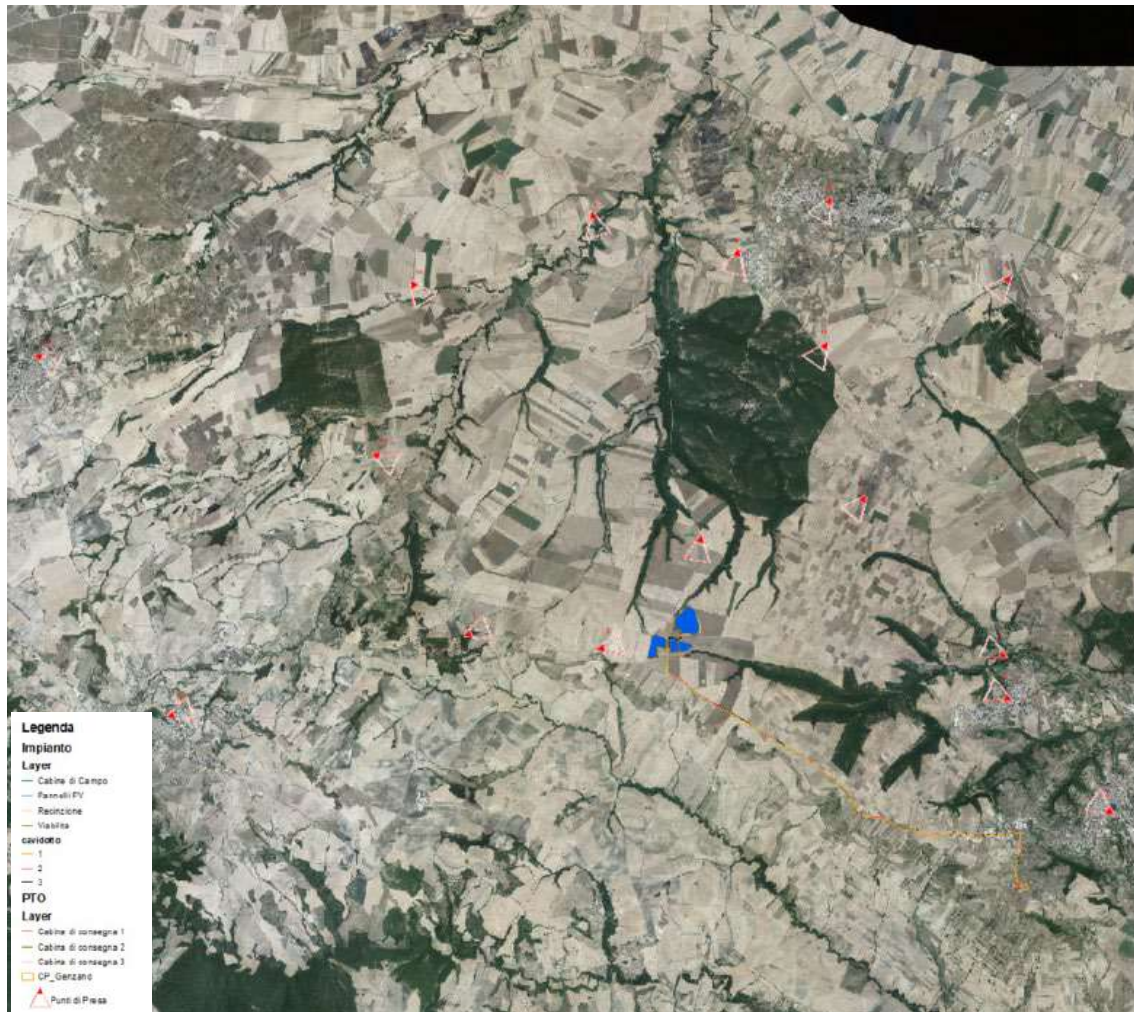 Legenda
Impianto
Layer
Cabine di Campo
Pannelli PV
Recinzione
Viabilita
cavidotto
1
2
3
PTO
Layer
Cabina di consegna 1
Cabina di consegna 2
Cabina di consegna 3
CP_Genzano
Punti di Presa